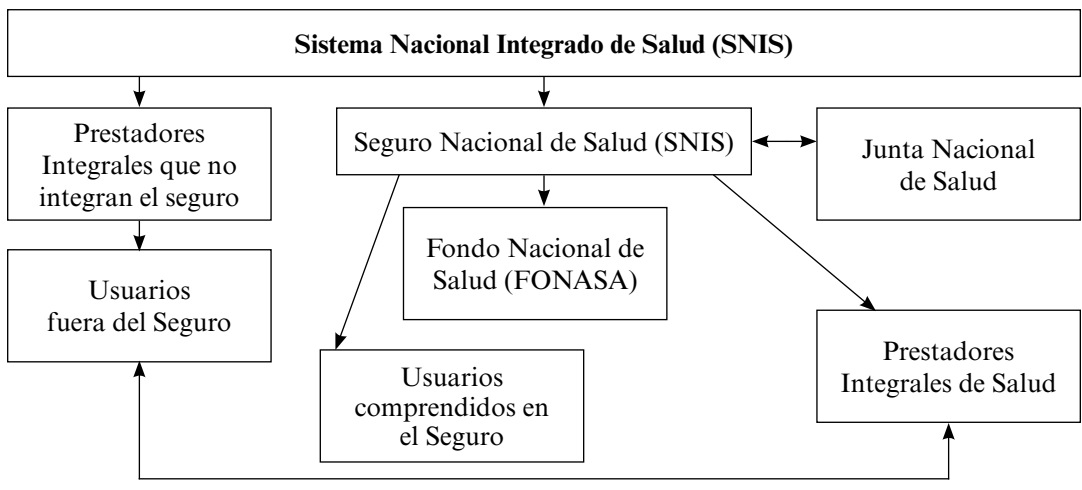 Sistema Nacional Integrado de Salud (SNIS)
Prestadores
Integrales que no
integran el seguro
Seguro Nacional de Salud (SNIS)
Junta Nacional
de Salud
Usuarios
fuera del Seguro
Fondo Nacional de
Salud (FONASA)
Usuarios
comprendidos en
el Seguro
Prestadores
Integrales de Salud